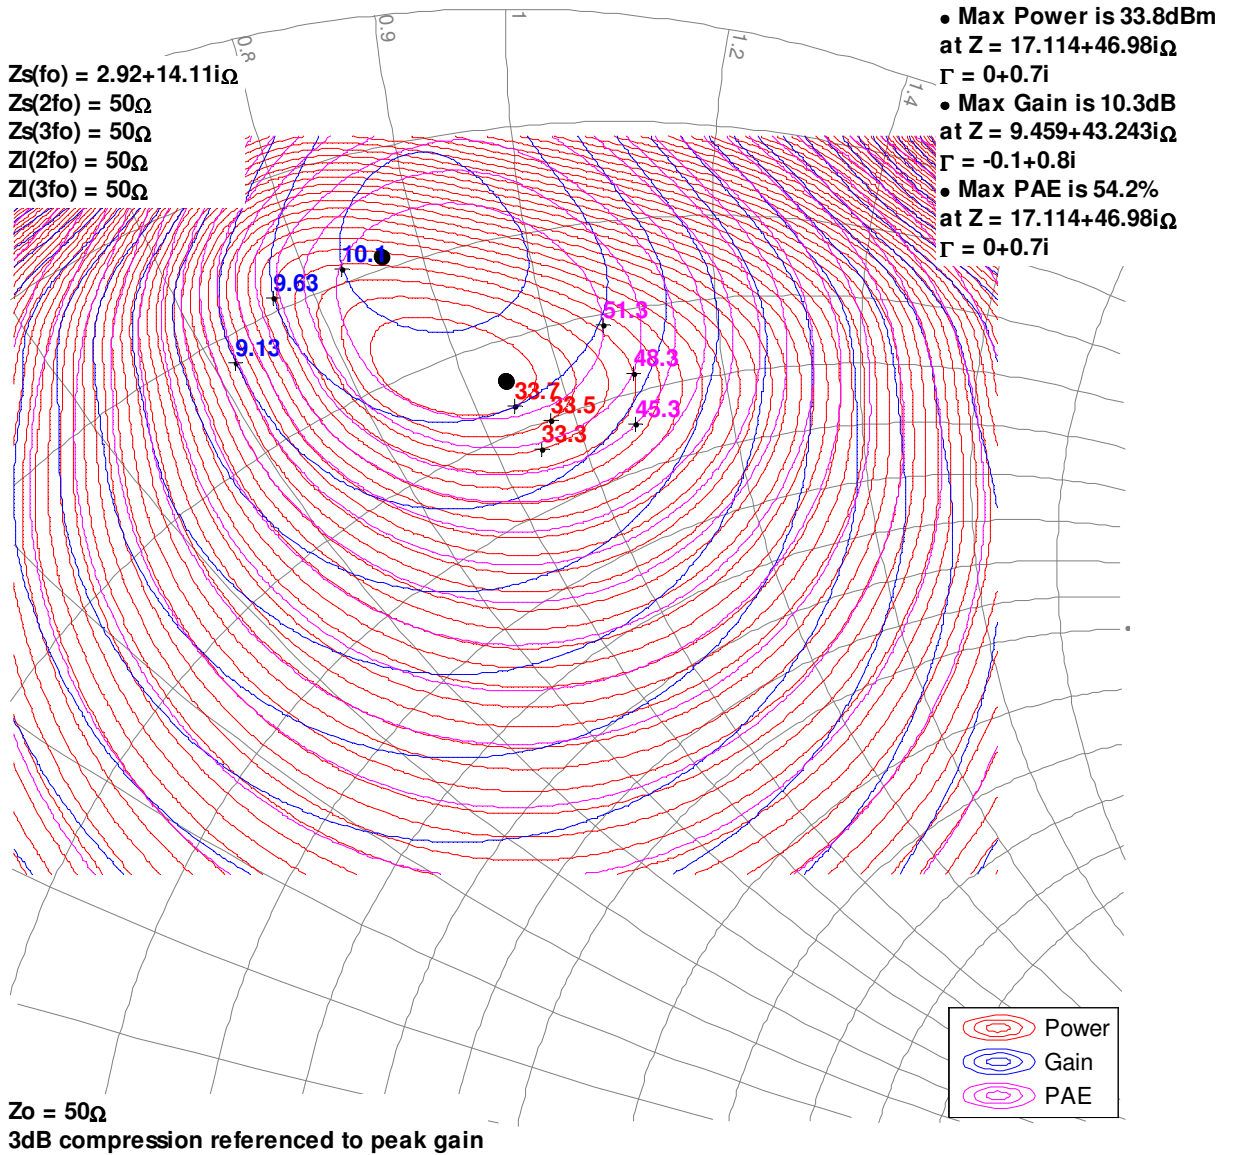 0.8
0.9
1
1.2
1.4
• Max Power is 33.8dBm
at Z = 17.114+46.98iΩ
Γ = 0+0.7i
• Max Gain is 10.3dB
at Z = 9.459+43.243iΩ
Γ = -0.1+0.8i
• Max PAE is 54.2%
at Z = 17.114+46.98iΩ
Γ = 0+0.7i
Zs(fo) = 2.92+14.11iΩ
Zs(2fo) = 50Ω
Zs(3fo) = 50Ω
Zl(2fo) = 50Ω
Zl(3fo) = 50Ω
10.1
9.63
9.13
51.3
48.3
45.3
33.7
33.5
33.3
Power
Gain
PAE
Zo = 50Ω
3dB compression referenced to peak gain